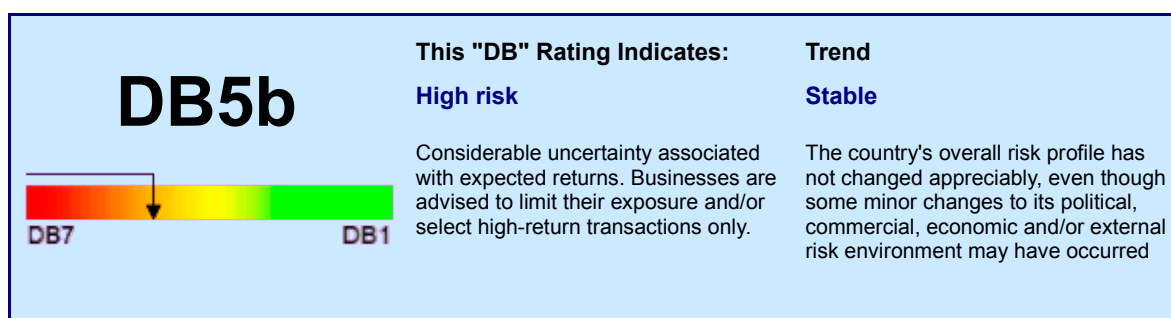 DB5b
DB7
DB1
This "DB" Rating Indicates:
High risk
Considerable uncertainty associated
with expected returns. Businesses are
advised to limit their exposure and/or
select high-return transactions only.
Trend
Stable
The country's overall risk profile has
not changed appreciably, even though
some minor changes to its political,
commercial, economic and/or external
risk environment may have occurred